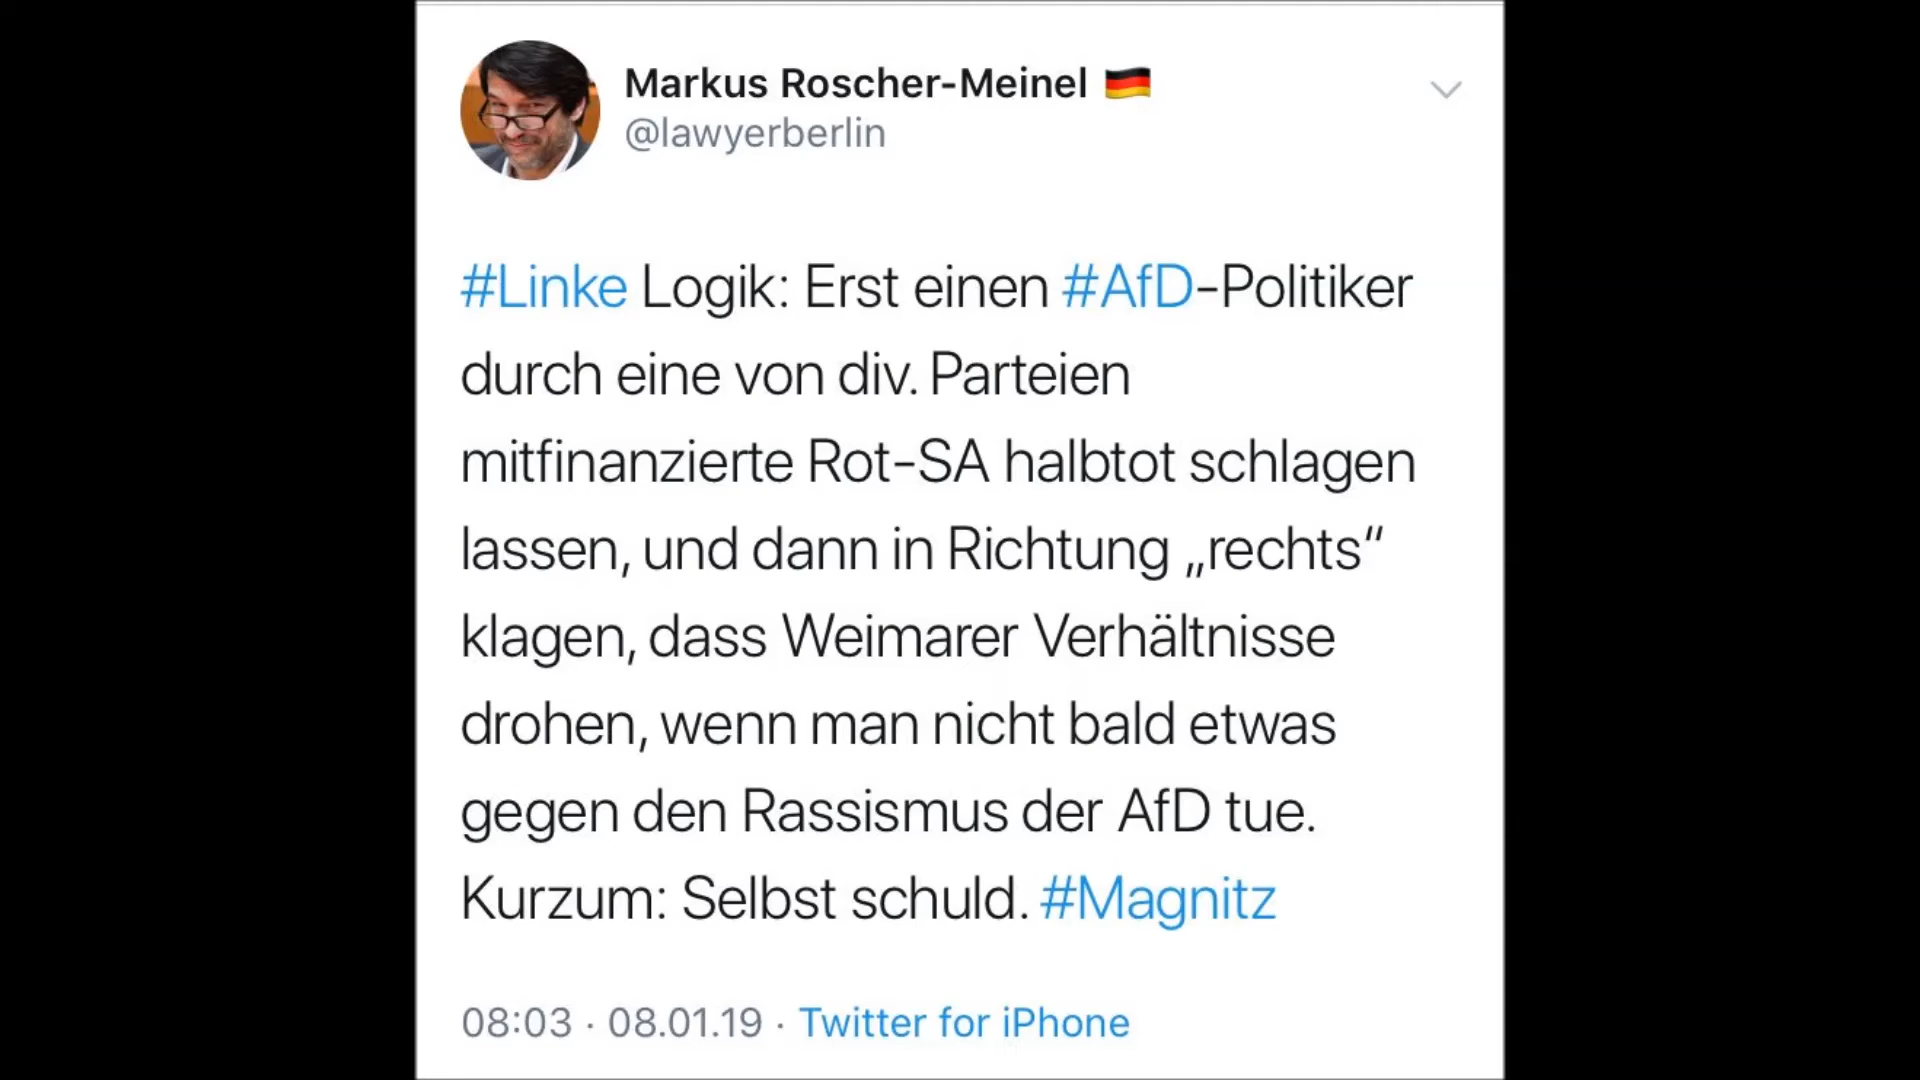 Markus Roscher-Meinel 🇩🇪
@lawyerberlin
#Linke Logik: Erst einen #AfD-Politiker
durch eine von div. Parteien
mitfinanzierte Rot-SA halbtot schlagen
lassen, und dann in Richtung „rechts“
klagen, dass Weimarer Verhältnisse
drohen, wenn man nicht bald etwas
gegen den Rassismus der AfD tue.
Kurzum: Selbst schuld. #Magnitz
08:03 · 08.01.19 · Twitter for iPhone